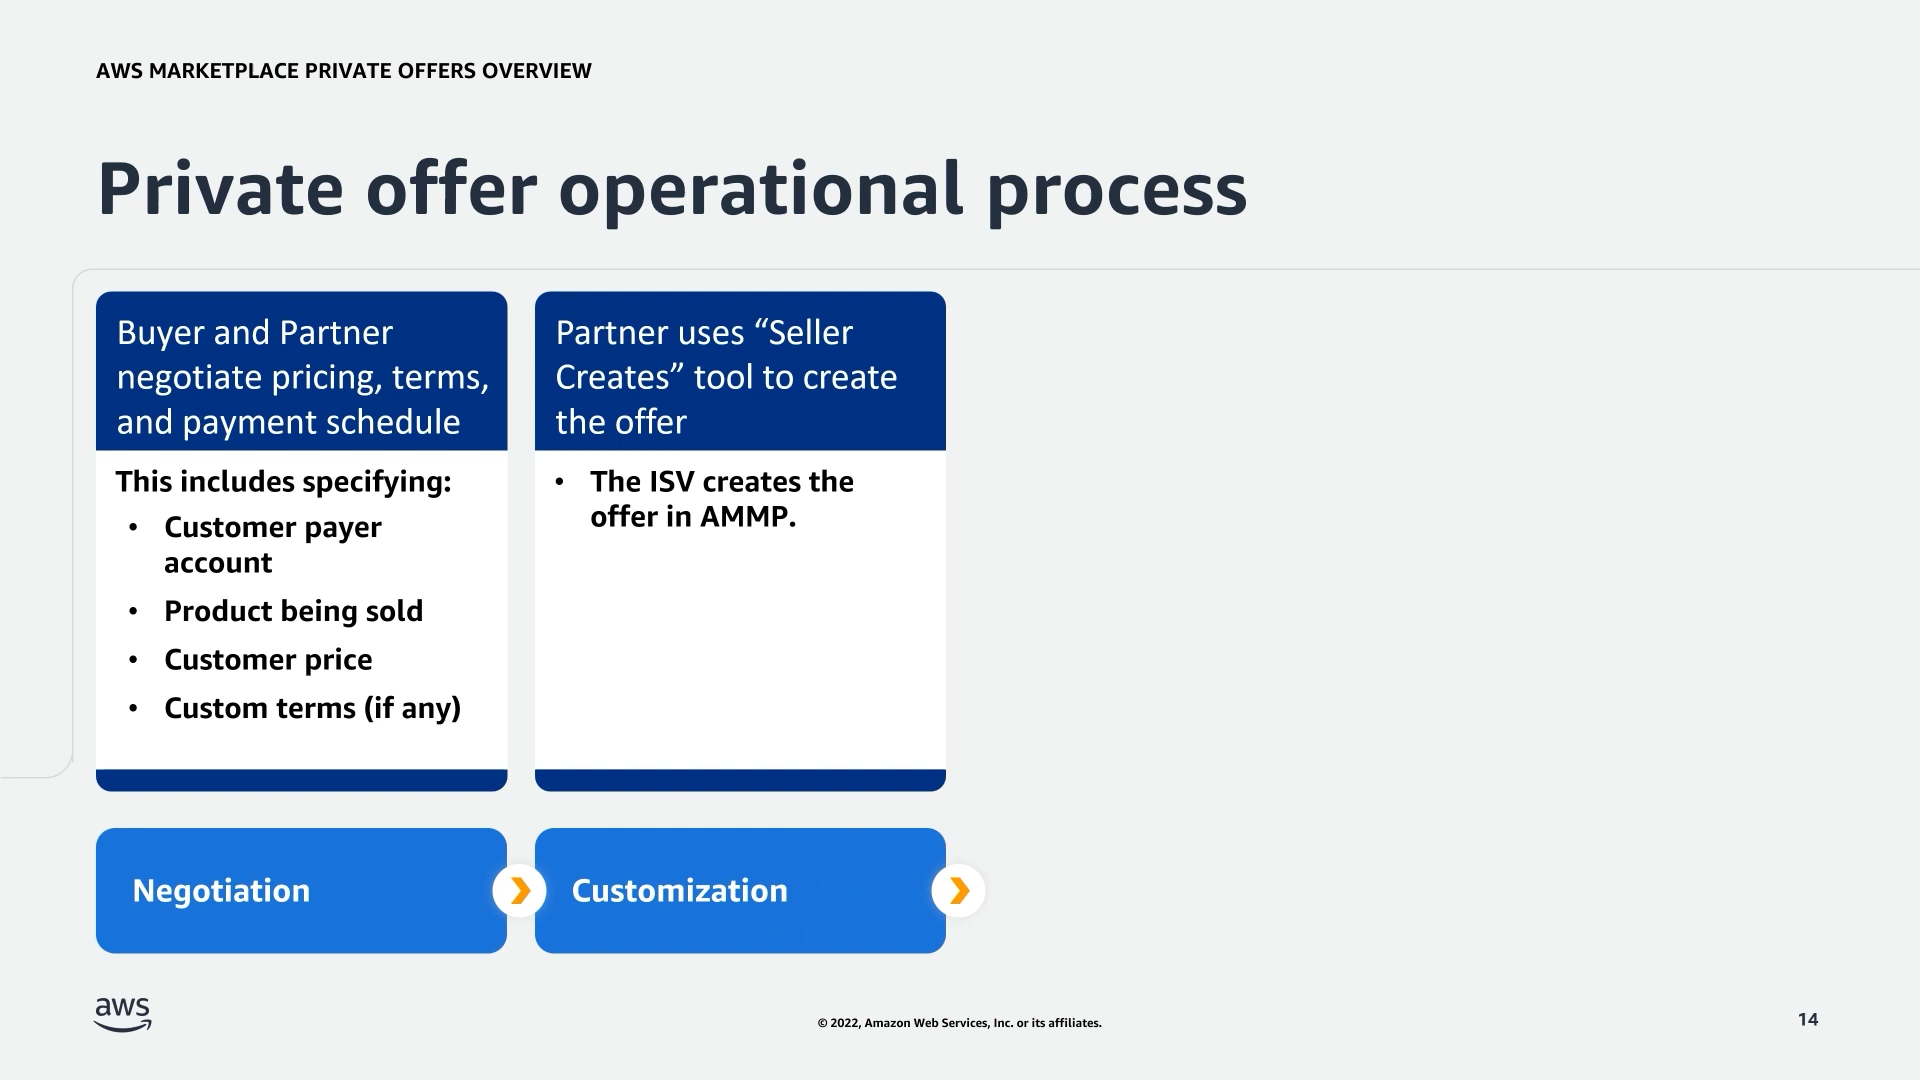 AWS MARKETPLACE PRIVATE OFFERS OVERVIEW
Private offer operational process
Buyer and Partner
negotiate pricing, terms,
and payment schedule
This includes specifying:
• Customer payer
account
• Product being sold
• Customer price
• Custom terms (if any)
Partner uses “Seller
Creates” tool to create
the offer
• The ISV creates the
offer in AMMP.
Negotiation
Customization
aws
© 2022, Amazon Web Services, Inc. or its affiliates.
14